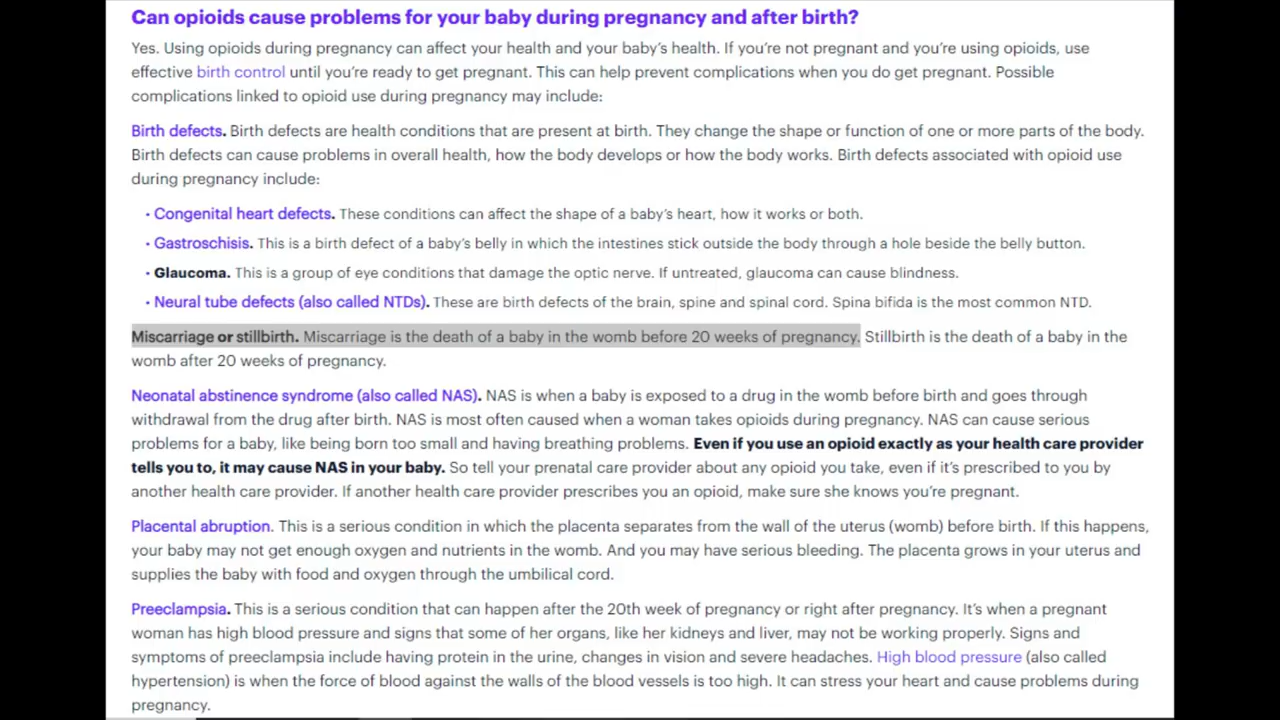 Can opioids cause problems for your baby during pregnancy and after birth?
Yes. Using opioids during pregnancy can affect your health and your baby's health. If you're not pregnant and you're using opioids, use
effective birth control until you're ready to get pregnant. This can help prevent complications when you do get pregnant. Possible
complications linked to opioid use during pregnancy may include:
Birth defects. Birth defects are health conditions that are present at birth. They change the shape or function of one or more parts of the body.
Birth defects can cause problems in overall health, how the body develops or how the body works. Birth defects associated with opioid use
during pregnancy include:
• Congenital heart defects. These conditions can affect the shape of a baby's heart, how it works or both.
• Gastroschisis. This is a birth defect of a baby's belly in which the intestines stick outside the body through a hole beside the belly button.
• Glaucoma. This is a group of eye conditions that damage the optic nerve. If untreated, glaucoma can cause blindness.
• Neural tube defects (also called NTDs). These are birth defects of the brain, spine and spinal cord. Spina bifida is the most common NTD.
Miscarriage or stillbirth. Miscarriage is the death of a baby in the womb before 20 weeks of pregnancy. Stillbirth is the death of a baby in the
womb after 20 weeks of pregnancy.
Neonatal abstinence syndrome (also called NAS). NAS is when a baby is exposed to a drug in the womb before birth and goes through
withdrawal from the drug after birth. NAS is most often caused when a woman takes opioids during pregnancy. NAS can cause serious
problems for a baby, like being born too small and having breathing problems. Even if you use an opioid exactly as your health care provider
tells you to, it may cause NAS in your baby. So tell your prenatal care provider about any opioid you take, even if it's prescribed to you by
another health care provider. If another health care provider prescribes you an opioid, make sure she knows you're pregnant.
Placental abruption. This is a serious condition in which the placenta separates from the wall of the uterus (womb) before birth. If this happens,
your baby may not get enough oxygen and nutrients in the womb. And you may have serious bleeding. The placenta grows in your uterus and
supplies the baby with food and oxygen through the umbilical cord.
Preeclampsia. This is a serious condition that can happen after the 20th week of pregnancy or right after pregnancy. It's when a pregnant
woman has high blood pressure and signs that some of her organs, like her kidneys and liver, may not be working properly. Signs and
symptoms of preeclampsia include having protein in the urine, changes in vision and severe headaches. High blood pressure (also called
hypertension) is when the force of blood against the walls of the blood vessels is too high. It can stress your heart and cause problems during
pregnancy.